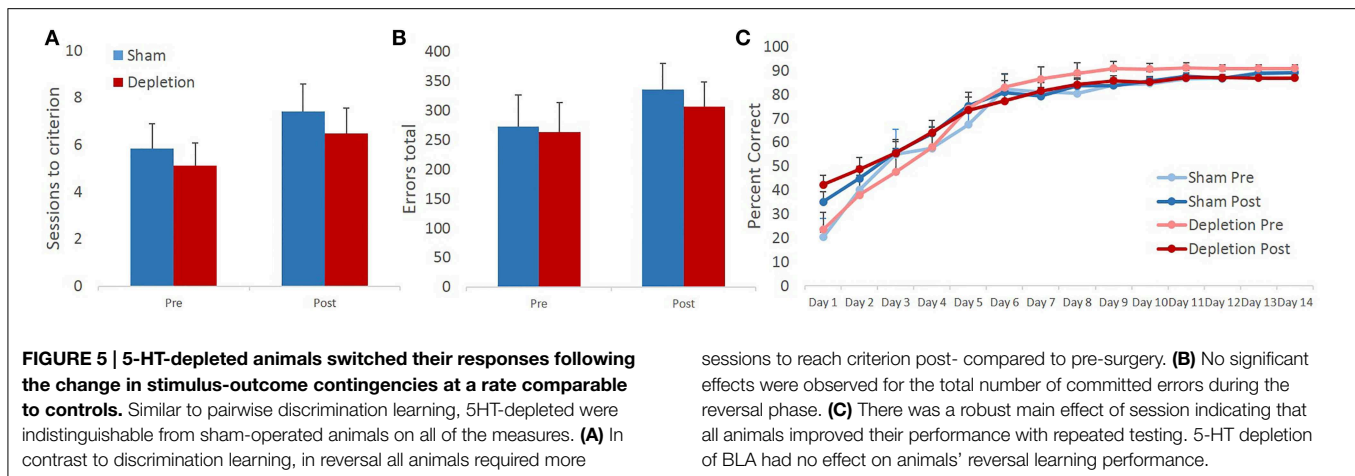 A
Sessions to criterion
10
8
6
4
2
0
Sham
Depletion
Pre
Post
B
Errors total
400
350
300
250
200
150
100
50
0
Pre
Post
C
Percent Correct
100
90
80
70
60
50
40
30
20
10
0
Sham Pre
Sham Post
Depletion Pre
Depletion Post
Day 1 Day 2 Day 3 Day 4 Day 5 Day 6 Day 7 Day 8 Day 9 Day 10 Day 11 Day 12 Day 13 Day 14
FIGURE 5 | 5-HT-depleted animals switched their responses following
the change in stimulus-outcome contingencies at a rate comparable
to controls. Similar to pairwise discrimination learning, 5HT-depleted were
indistinguishable from sham-operated animals on all of the measures. (A) In
contrast to discrimination learning, in reversal all animals required more
sessions to reach criterion post- compared to pre-surgery. (B) No significant
effects were observed for the total number of committed errors during the
reversal phase. (C) There was a robust main effect of session indicating that
all animals improved their performance with repeated testing. 5-HT depletion
of BLA had no effect on animals' reversal learning performance.